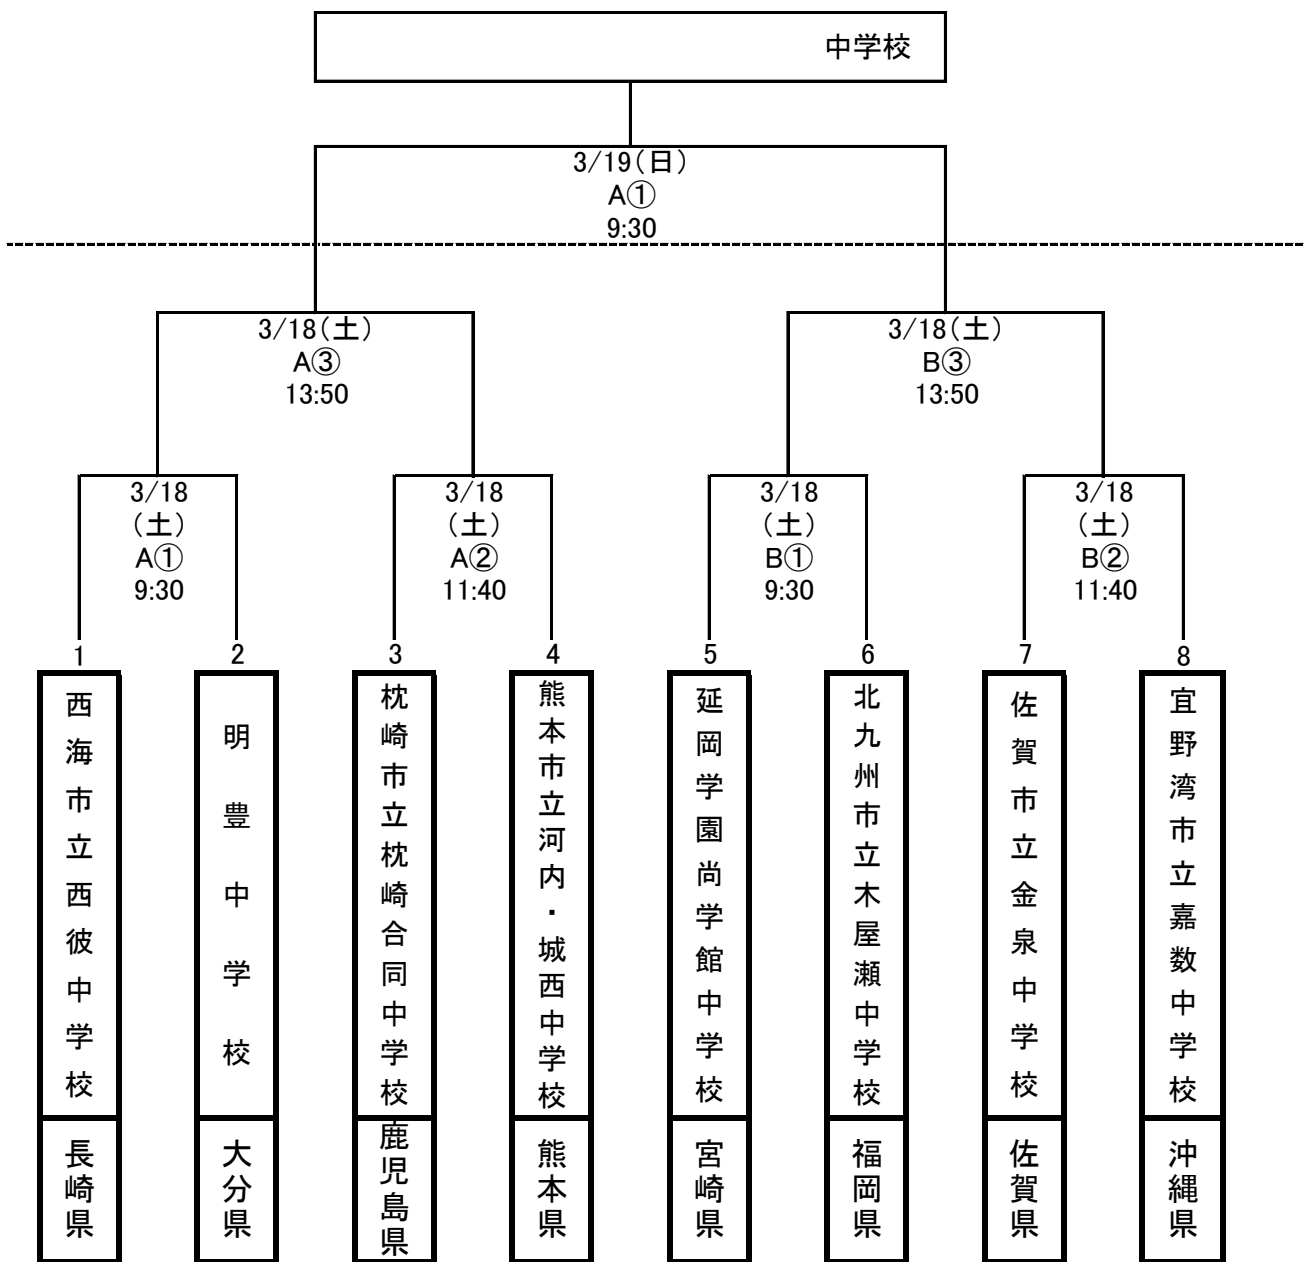 中学校
3/19(日)
A①
9:30
3/18(土)
A③
13:50
3/18(土)
B③
13:50
3/18
(土)
A①
9:30
3/18
(土)
A②
11:40
3/18
(土)
B①
9:30
3/18
(土)
B②
11:40
1
2
3
4
5
6
7
8
西海市立西彼中学校
明豊中学校
枕崎市立枕崎合同中学校
熊本市立河内・城西中学校
延岡学園尚学館中学校
北九州市立木屋瀬中学校
佐賀市立金泉中学校
宜野湾市立嘉数中学校
長崎県
大分県
鹿児島県
熊本県
宮崎県
福岡県
佐賀県
沖縄県